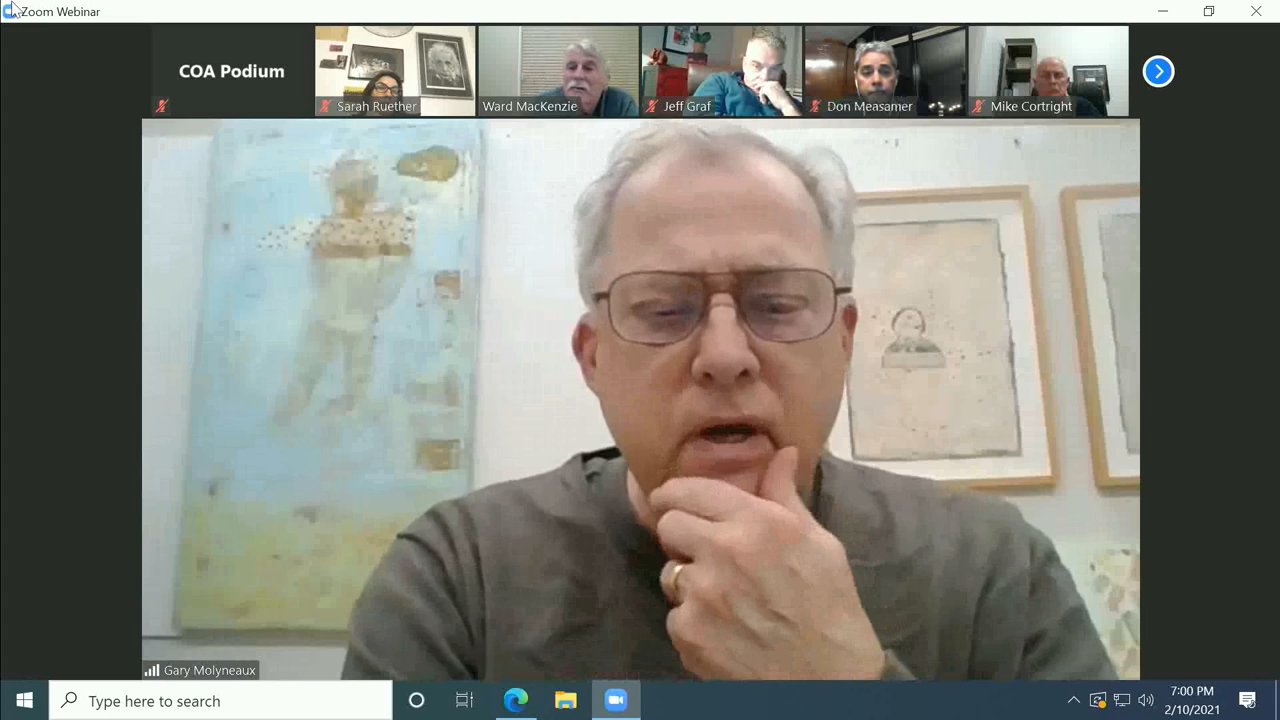 Zoom Webinar
COA Podium
Sarah Ruether
Ward MacKenzie
Jeff Graf
Don Measamer
Mike Cortright
Gary Molyneaux
Type here to search
7:00 PM
2/10/2021